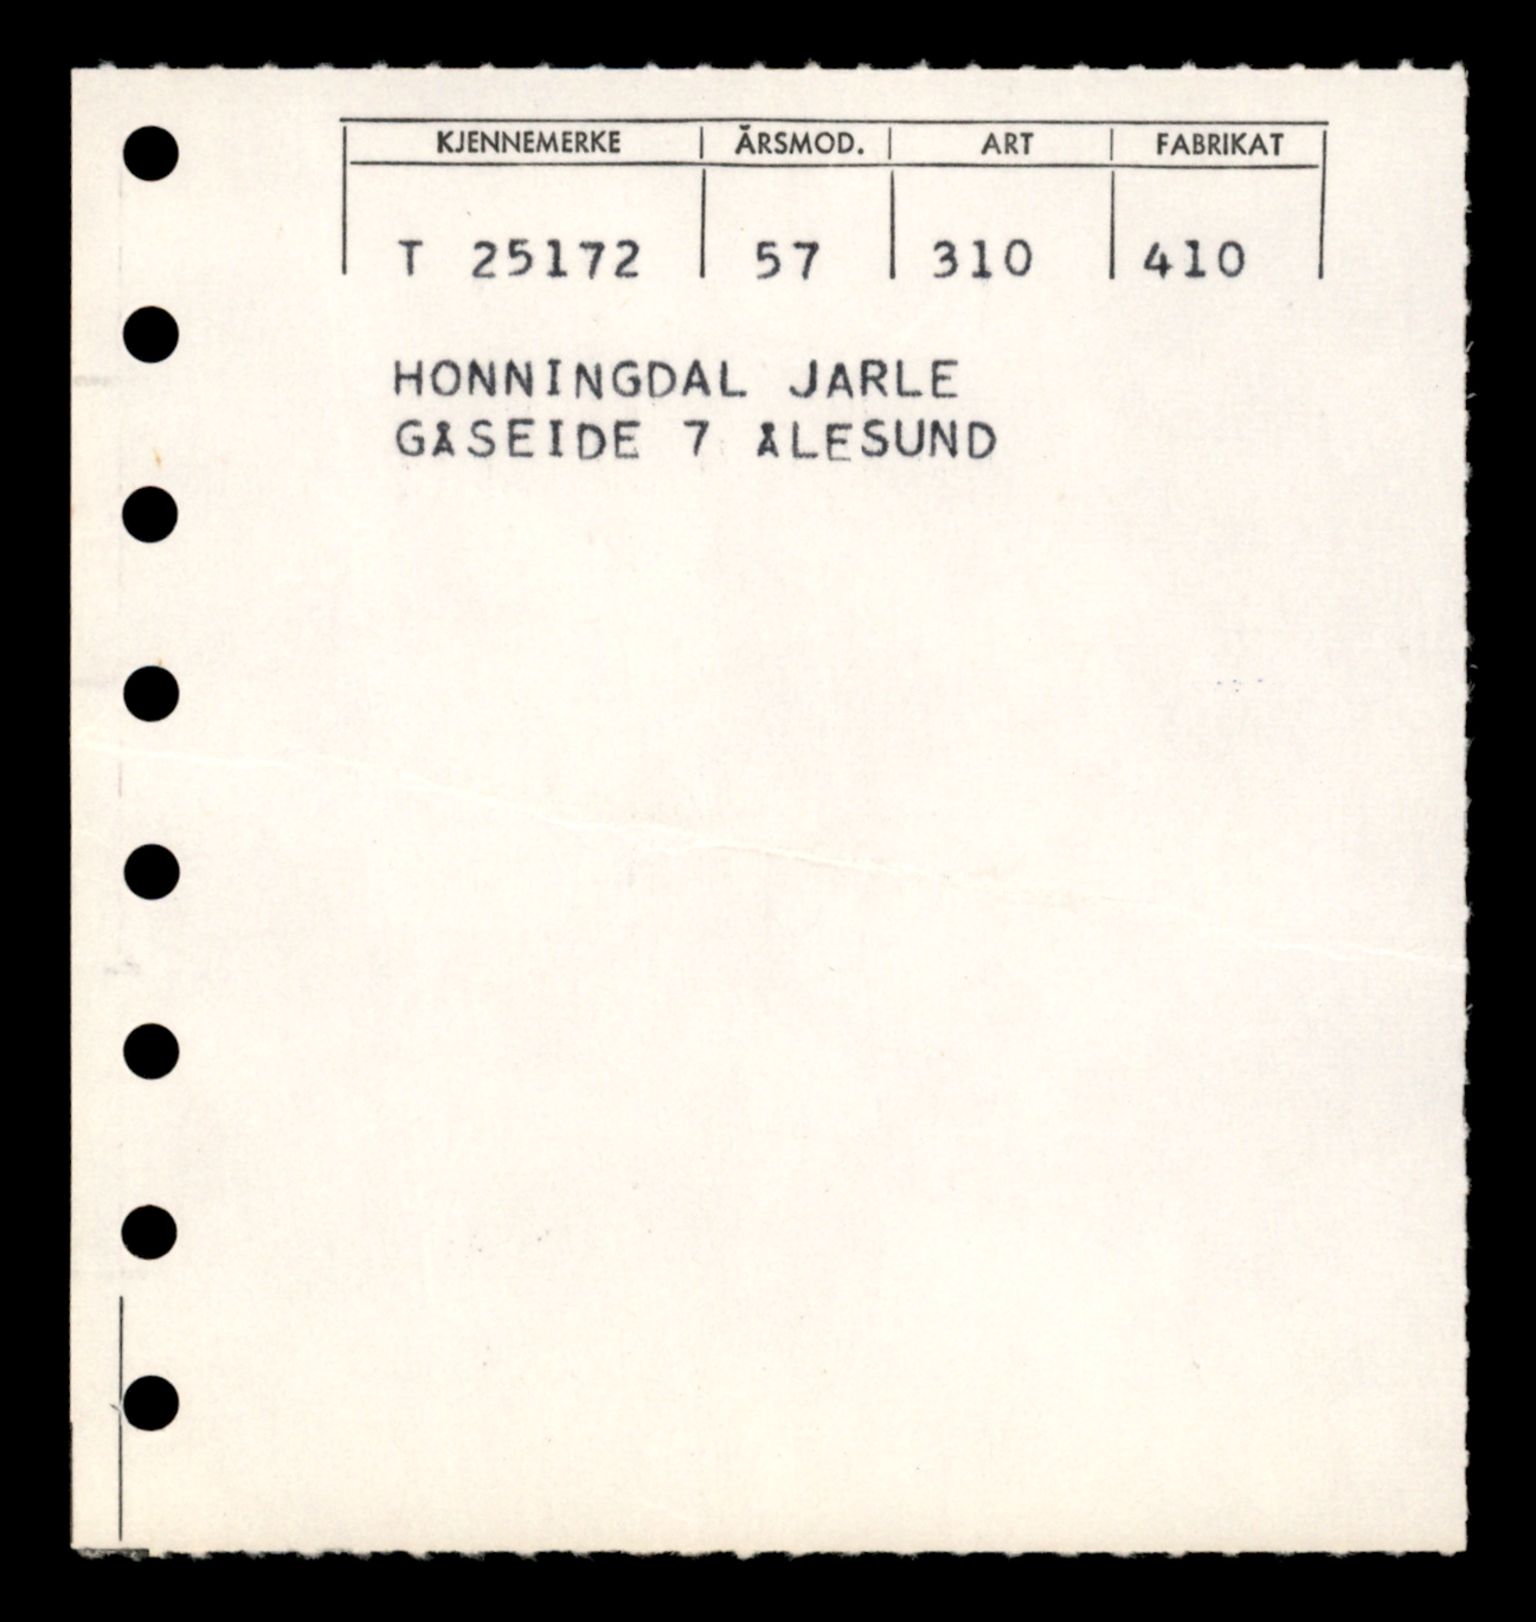 KJENNEMERKE ÅRSMOD. ART FABRIKAT
T 25172 57 310 410
HONNINGDAL JARLE
GÅSEIDE 7 ÅLESUND